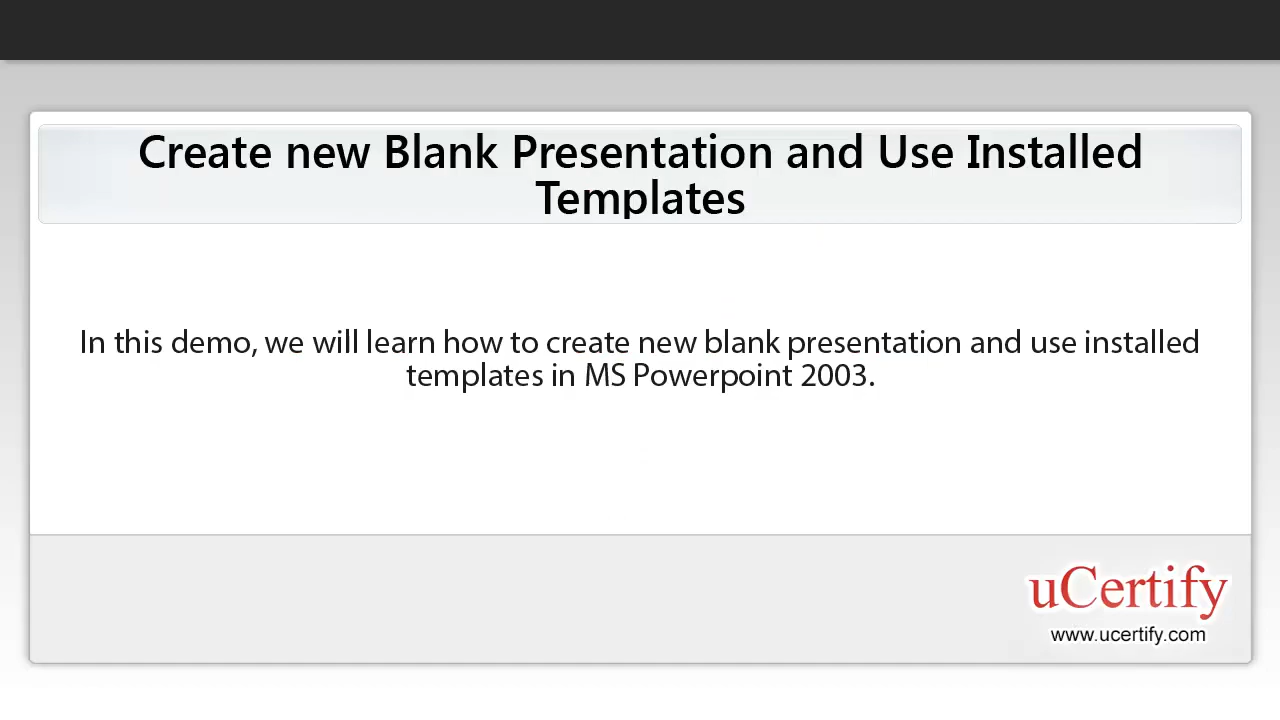 Create new Blank Presentation and Use Installed
Templates
In this demo, we will learn how to create new blank presentation and use installed
templates in MS Powerpoint 2003.
uCertify
www.ucertify.com